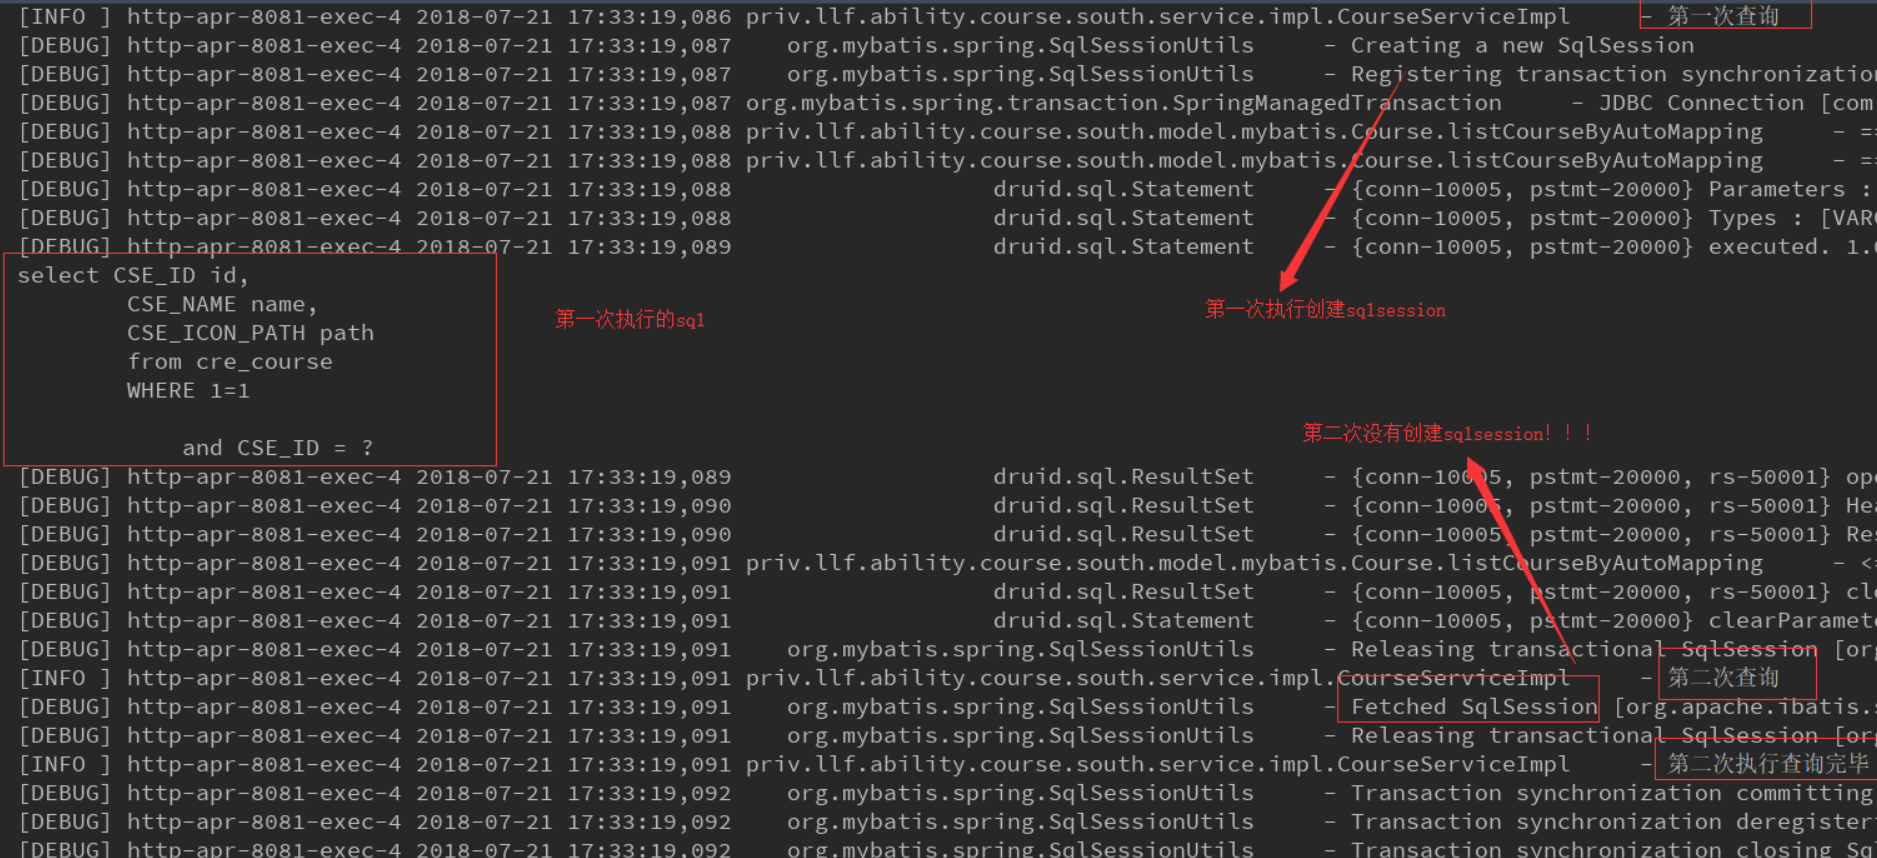 [INFO ] http-apr-8081-exec-4 2018-07-21 17:33:19,086 priv.llf.ability.course.south.service.impl.CourseServiceImpl - 第一次查询
[DEBUG] http-apr-8081-exec-4 2018-07-21 17:33:19,087 org.mybatis.spring.SqlSessionUtils - Creating a new SqlSession
[DEBUG] http-apr-8081-exec-4 2018-07-21 17:33:19,087 org.mybatis.spring.SqlSessionUtils - Registering transaction synchronization
[DEBUG] http-apr-8081-exec-4 2018-07-21 17:33:19,087 org.mybatis.spring.transaction.SpringManagedTransaction - JDBC Connection [com
[DEBUG] http-apr-8081-exec-4 2018-07-21 17:33:19,088 priv.llf.ability.course.south.model.mybatis.Course.listCourseByAutoMapping - ==
[DEBUG] http-apr-8081-exec-4 2018-07-21 17:33:19,088 priv.llf.ability.course.south.model.mybatis.Course.listCourseByAutoMapping - ==
[DEBUG] http-apr-8081-exec-4 2018-07-21 17:33:19,088 druid.sql.Statement - {conn-10005, pstmt-20000} Parameters :
[DEBUG] http-apr-8081-exec-4 2018-07-21 17:33:19,088 druid.sql.Statement - {conn-10005, pstmt-20000} Types : [VARC
[DEBUG] http-apr-8081-exec-4 2018-07-21 17:33:19,089 druid.sql.Statement - {conn-10005, pstmt-20000} executed. 1.0
select CSE_ID id,
CSE_NAME name,
第一次执行的sql
第一次执行创建sqlsession
CSE_ICON_PATH path
from cre_course
WHERE 1=1
第二次没有创建sqlsession！！！
and CSE_ID = ?
[DEBUG] http-apr-8081-exec-4 2018-07-21 17:33:19,089 druid.sql.ResultSet - {conn-10005, pstmt-20000, rs-50001} ope
[DEBUG] http-apr-8081-exec-4 2018-07-21 17:33:19,090 druid.sql.ResultSet - {conn-10005, pstmt-20000, rs-50001} Hea
[DEBUG] http-apr-8081-exec-4 2018-07-21 17:33:19,090 druid.sql.ResultSet - {conn-10005, pstmt-20000, rs-50001} Res
[DEBUG] http-apr-8081-exec-4 2018-07-21 17:33:19,091 priv.llf.ability.course.south.model.mybatis.Course.listCourseByAutoMapping - <=
[DEBUG] http-apr-8081-exec-4 2018-07-21 17:33:19,091 druid.sql.ResultSet - {conn-10005, pstmt-20000, rs-50001} clo
[DEBUG] http-apr-8081-exec-4 2018-07-21 17:33:19,091 druid.sql.Statement - {conn-10005, pstmt-20000} clearParamete
[DEBUG] http-apr-8081-exec-4 2018-07-21 17:33:19,091 org.mybatis.spring.SqlSessionUtils - Releasing transactional SqlSession [org
[INFO ] http-apr-8081-exec-4 2018-07-21 17:33:19,091 priv.llf.ability.course.south.service.impl.CourseServiceImpl - 第二次查询
[DEBUG] http-apr-8081-exec-4 2018-07-21 17:33:19,091 org.mybatis.spring.SqlSessionUtils - Fetched SqlSession [org.apache.ibatis.s
[DEBUG] http-apr-8081-exec-4 2018-07-21 17:33:19,091 org.mybatis.spring.SqlSessionUtils - Releasing transactional SqlSession [org
[INFO ] http-apr-8081-exec-4 2018-07-21 17:33:19,091 priv.llf.ability.course.south.service.impl.CourseServiceImpl - 第二次执行查询完毕
[DEBUG] http-apr-8081-exec-4 2018-07-21 17:33:19,092 org.mybatis.spring.SqlSessionUtils - Transaction synchronization committing
[DEBUG] http-apr-8081-exec-4 2018-07-21 17:33:19,092 org.mybatis.spring.SqlSessionUtils - Transaction synchronization deregister
[DEBUG] http-apr-8081-exec-4 2018-07-21 17:33:19,092 org.mybatis.spring.SqlSessionUtils - Transaction synchronization closing Sql